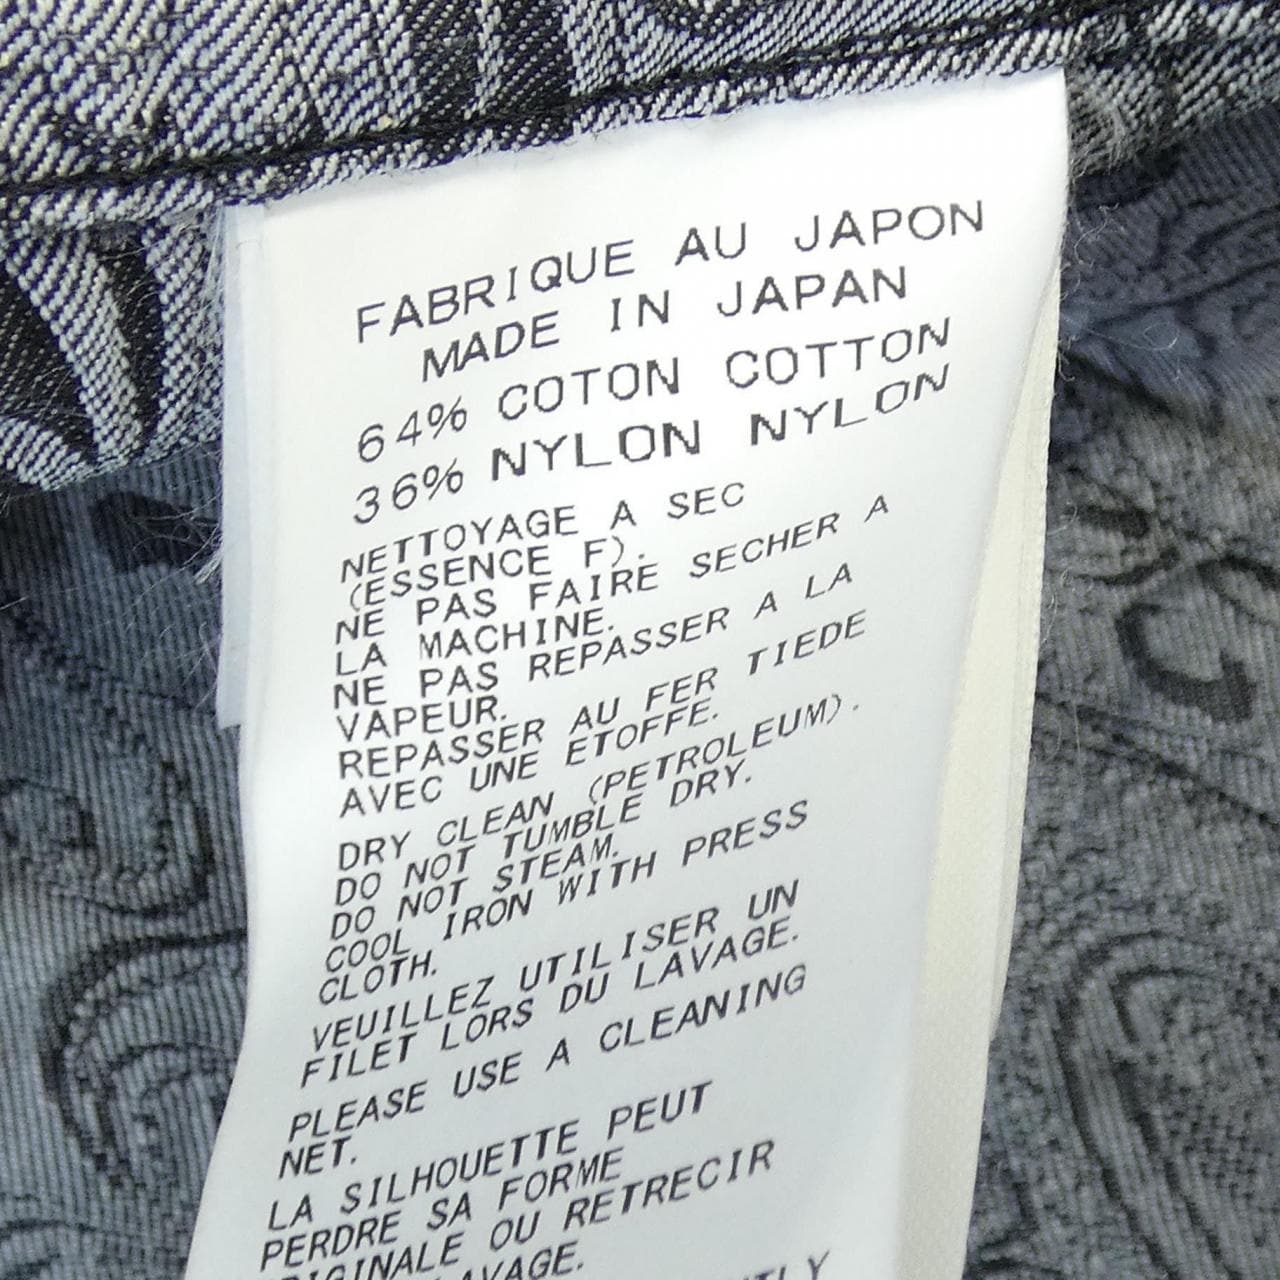 FABRIQUE AU JAPON
MADE IN JAPAN
64% COTON COTTON
36% NYLON NYLON
NETTOYAGE A SEC
(ESSENCE F).
NE PAS FAIRE SECHER A
LA MACHINE.
NE PAS REPASSER A LA
VAPEUR.
REPASSER AU FER TIEDE
AVEC UNE ETOFFE.
DRY CLEAN (PETROLEUM).
DO NOT TUMBLE DRY.
DO NOT STEAM.
COOL IRON WITH PRESS
CLOTH.
VEUILLEZ UTILISER UN
FILET LORS DU LAVAGE.
PLEASE USE A CLEANING
NET.
LA SILHOUETTE PEUT
PERDRE SA FORME
ORIGINALE OU RETRECIR
LAVAGE.